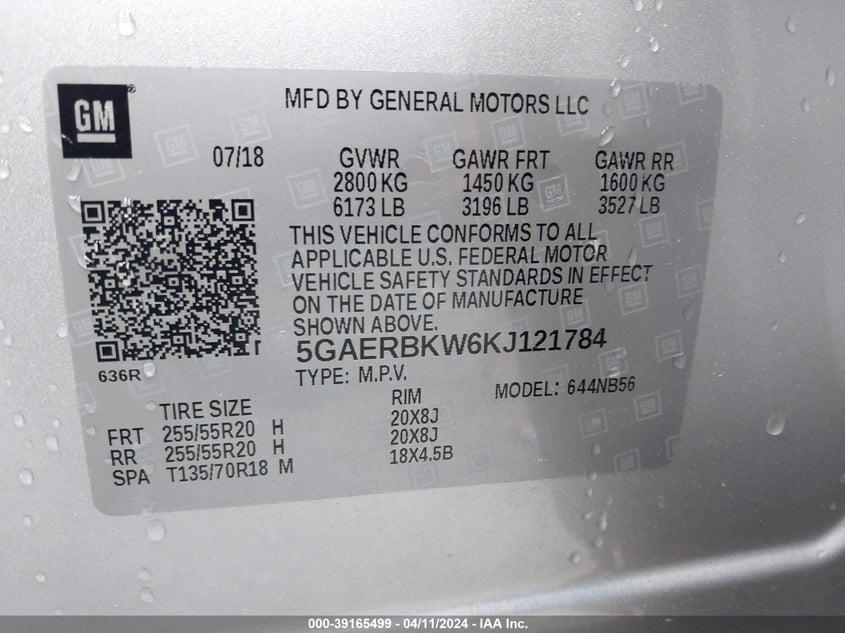 GM
MFD BY GENERAL MOTORS LLC
07/18 GVWR GAWR FRT GAWR RR
2800 KG 1450 KG 1600 KG
6173 LB 3196 LB 3527 LB
THIS VEHICLE CONFORMS TO ALL
APPLICABLE U.S. FEDERAL MOTOR
VEHICLE SAFETY STANDARDS IN EFFECT
ON THE DATE OF MANUFACTURE
SHOWN ABOVE.
5GAERBKW6KJ121784
636R
TYPE: M.P.V. MODEL: 644NB56
TIRE SIZE RIM
FRT 255/55R20 H 20X8J
RR 255/55R20 H 20X8J
SPA T135/70R18 M 18X4.5B
000-39165499 - 04/11/2024 - IAA Inc.